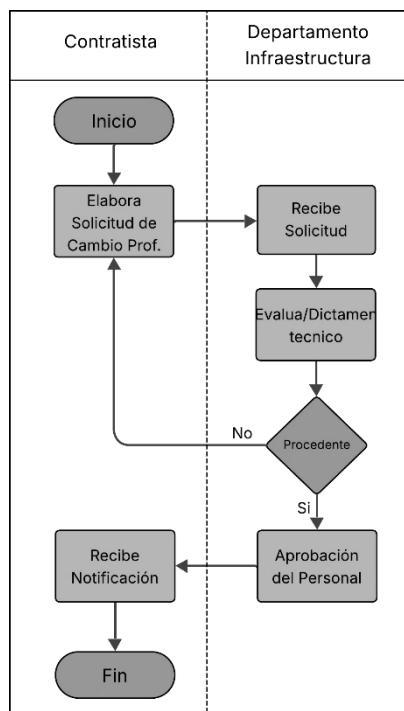 Contratista
Departamento
Infraestructura
Inicio
Elabora
Solicitud de
Cambio Prof.
Recibe
Solicitud
Evalua/Dictamen
tecnico
Procedente
No
Si
Aprobación
del Personal
Recibe
Notificación
Fin